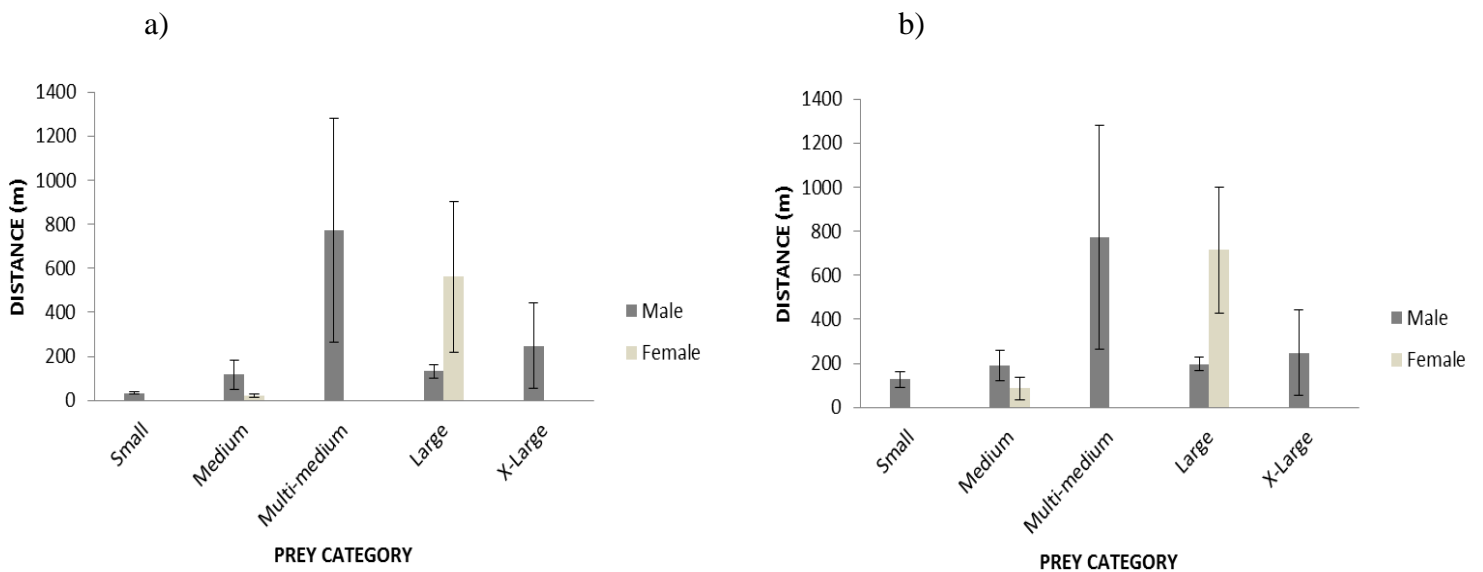 a)
1400
1200
1000
800
600
400
200
0
DISTANCE (m)
Small
Medium
Multi-medium
Large
X-Large
PREY CATEGORY
Male
Female
b)
1400
1200
1000
800
600
400
200
0
DISTANCE (m)
Small
Medium
Multi-medium
Large
X-Large
PREY CATEGORY
Male
Female